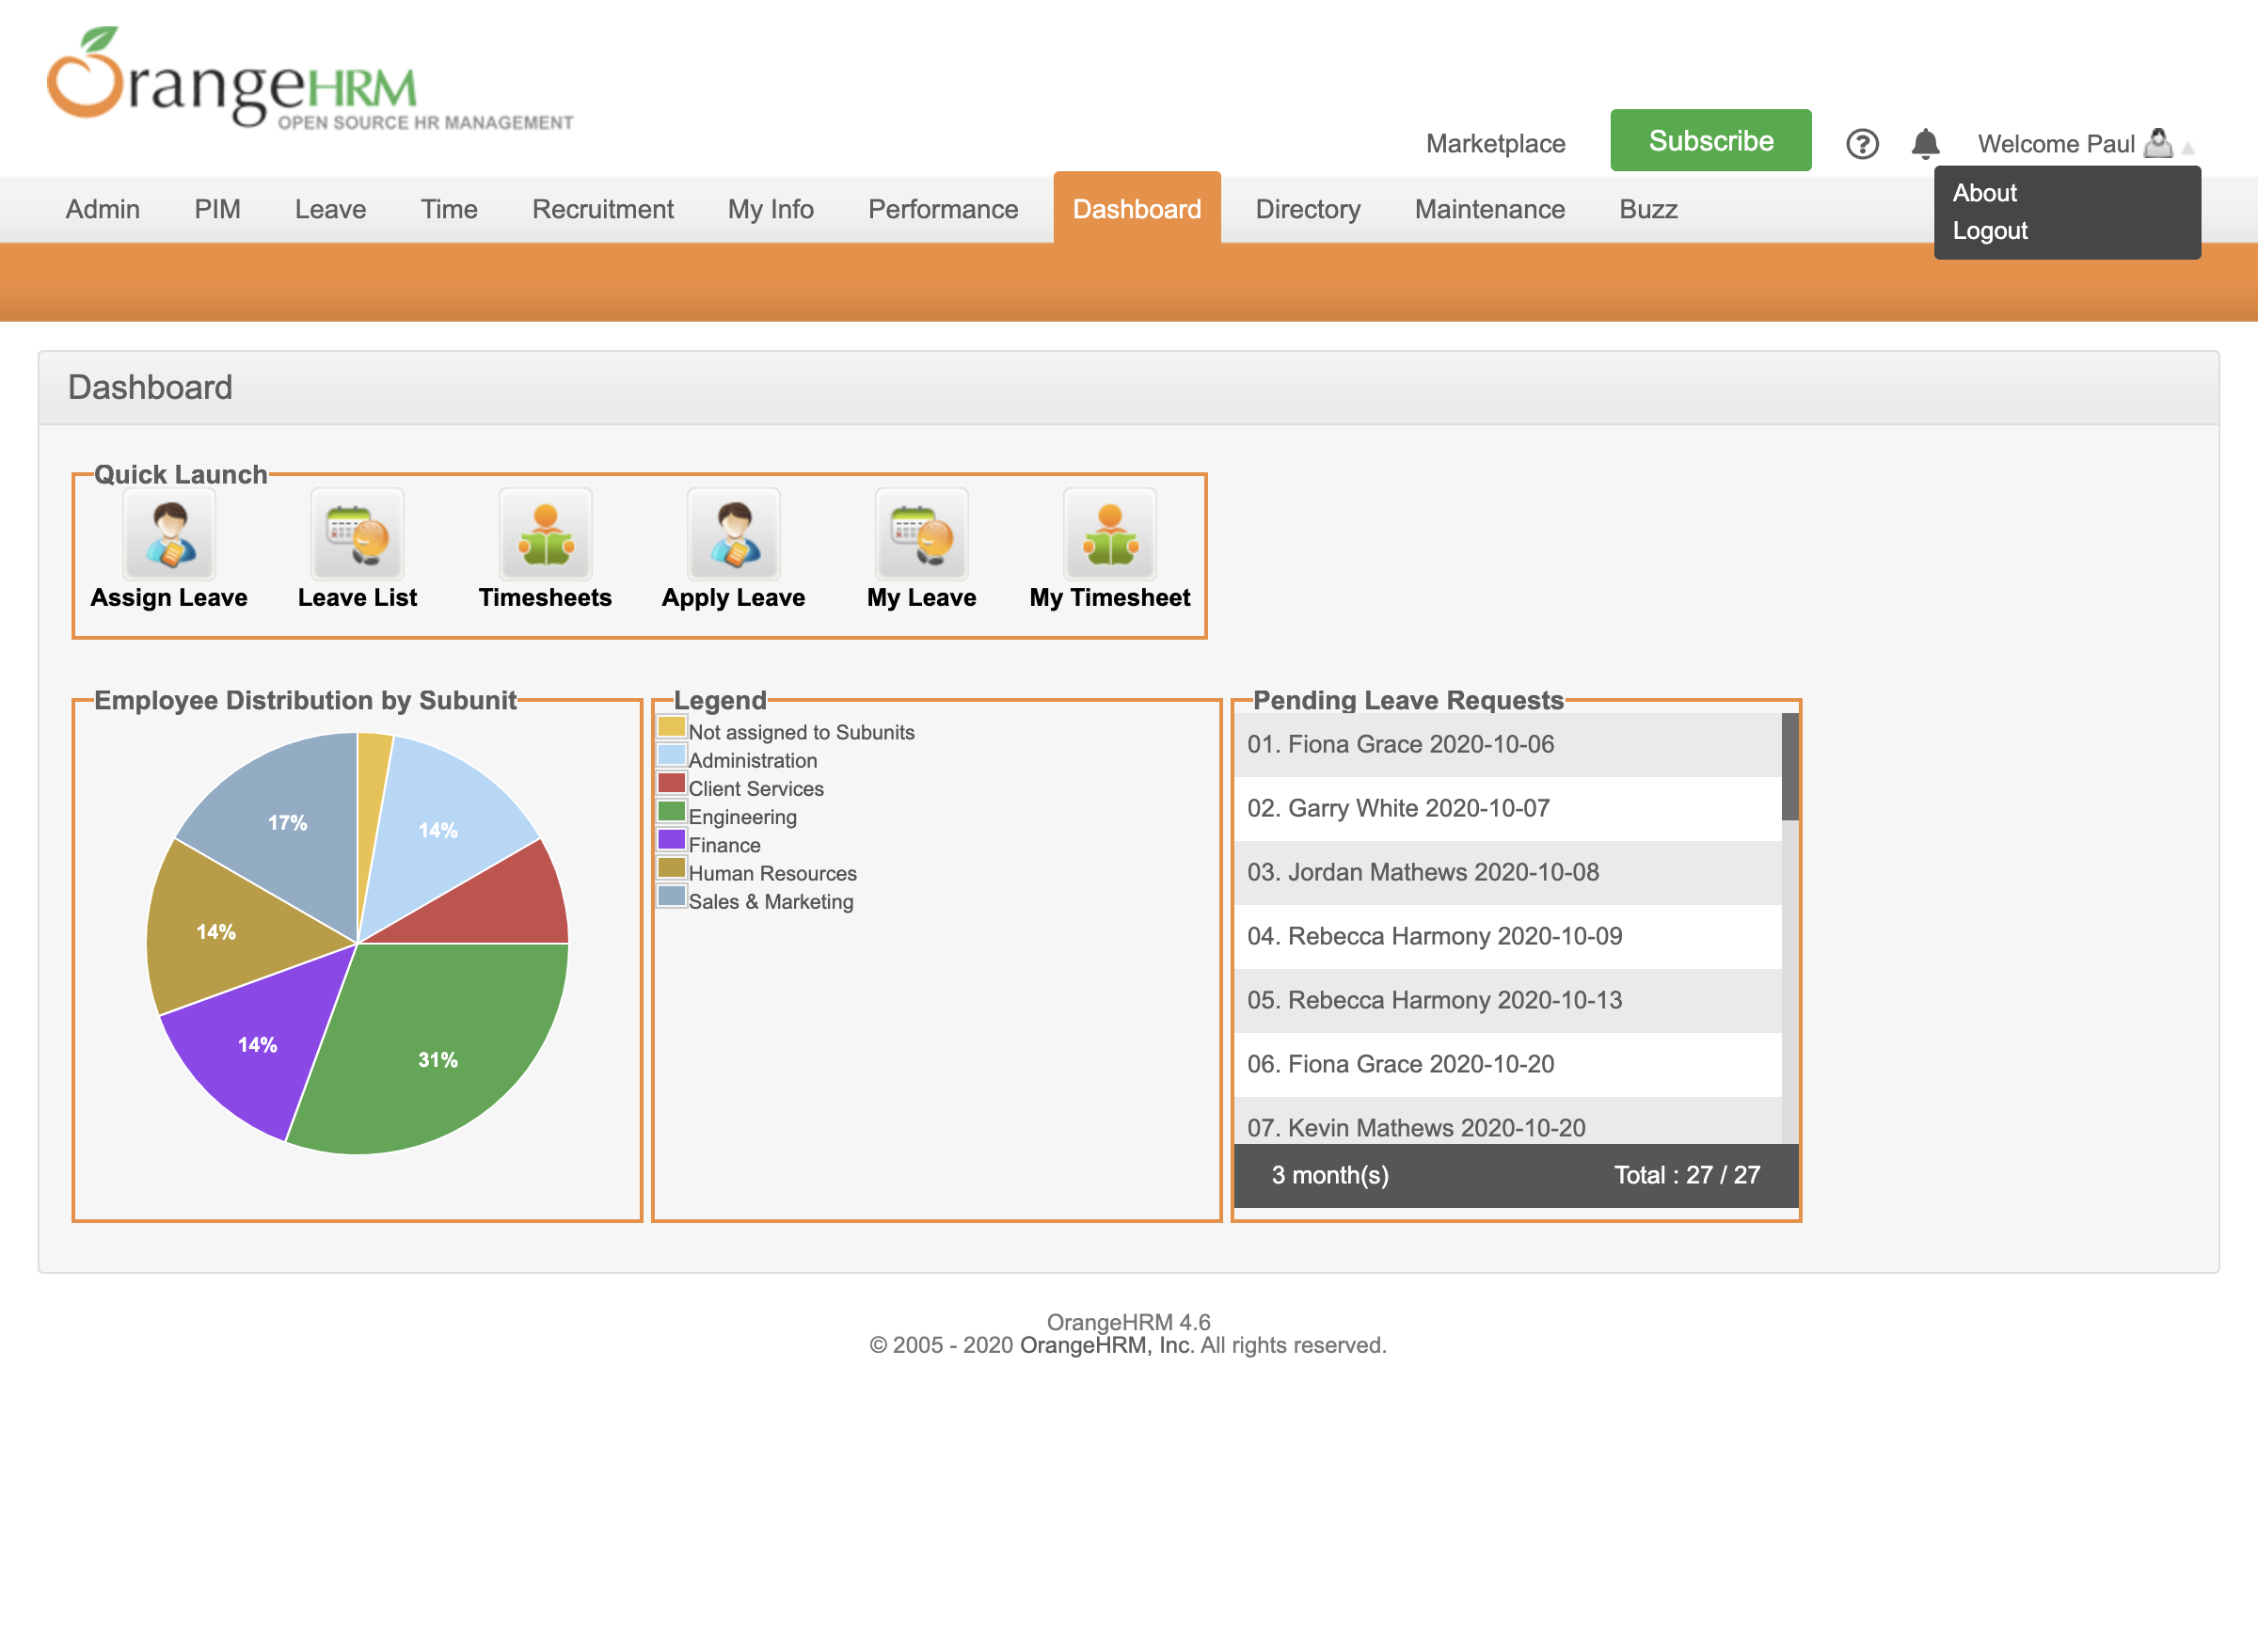 OrangeHRM
OPEN SOURCE HR MANAGEMENT
Marketplace
Subscribe
Welcome Paul
About
Logout
Admin PIM Leave Time Recruitment My Info Performance Dashboard Directory Maintenance Buzz
Dashboard
Quick Launch
Assign Leave Leave List Timesheets Apply Leave My Leave My Timesheet
Employee Distribution by Subunit
17%
14%
14%
14%
31%
Legend
Not assigned to Subunits
Administration
Client Services
Engineering
Finance
Human Resources
Sales & Marketing
Pending Leave Requests
01. Fiona Grace 2020-10-06
02. Garry White 2020-10-07
03. Jordan Mathews 2020-10-08
04. Rebecca Harmony 2020-10-09
05. Rebecca Harmony 2020-10-13
06. Fiona Grace 2020-10-20
07. Kevin Mathews 2020-10-20
3 month(s) Total : 27 / 27
OrangeHRM 4.6
© 2005 - 2020 OrangeHRM, Inc. All rights reserved.